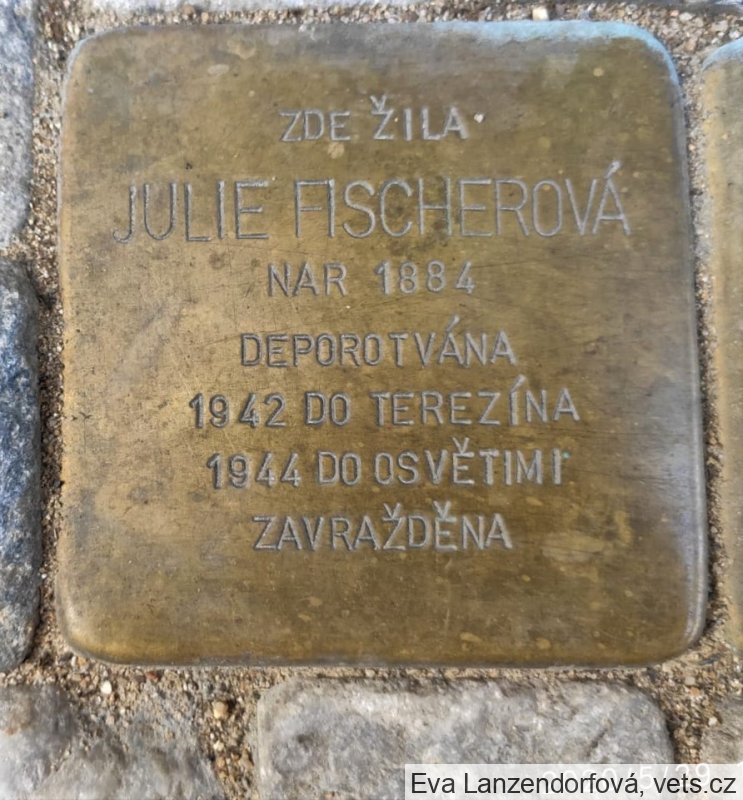 ZDE ŽILA
JULIE FISCHEROVÁ
NAR 1884
DEPOROTVÁNA
1942 DO TEREZÍNA
1944 DO OSVĚTIMI
ZAVRAŽDĚNA
Eva Lanzendorfová, vets.cz